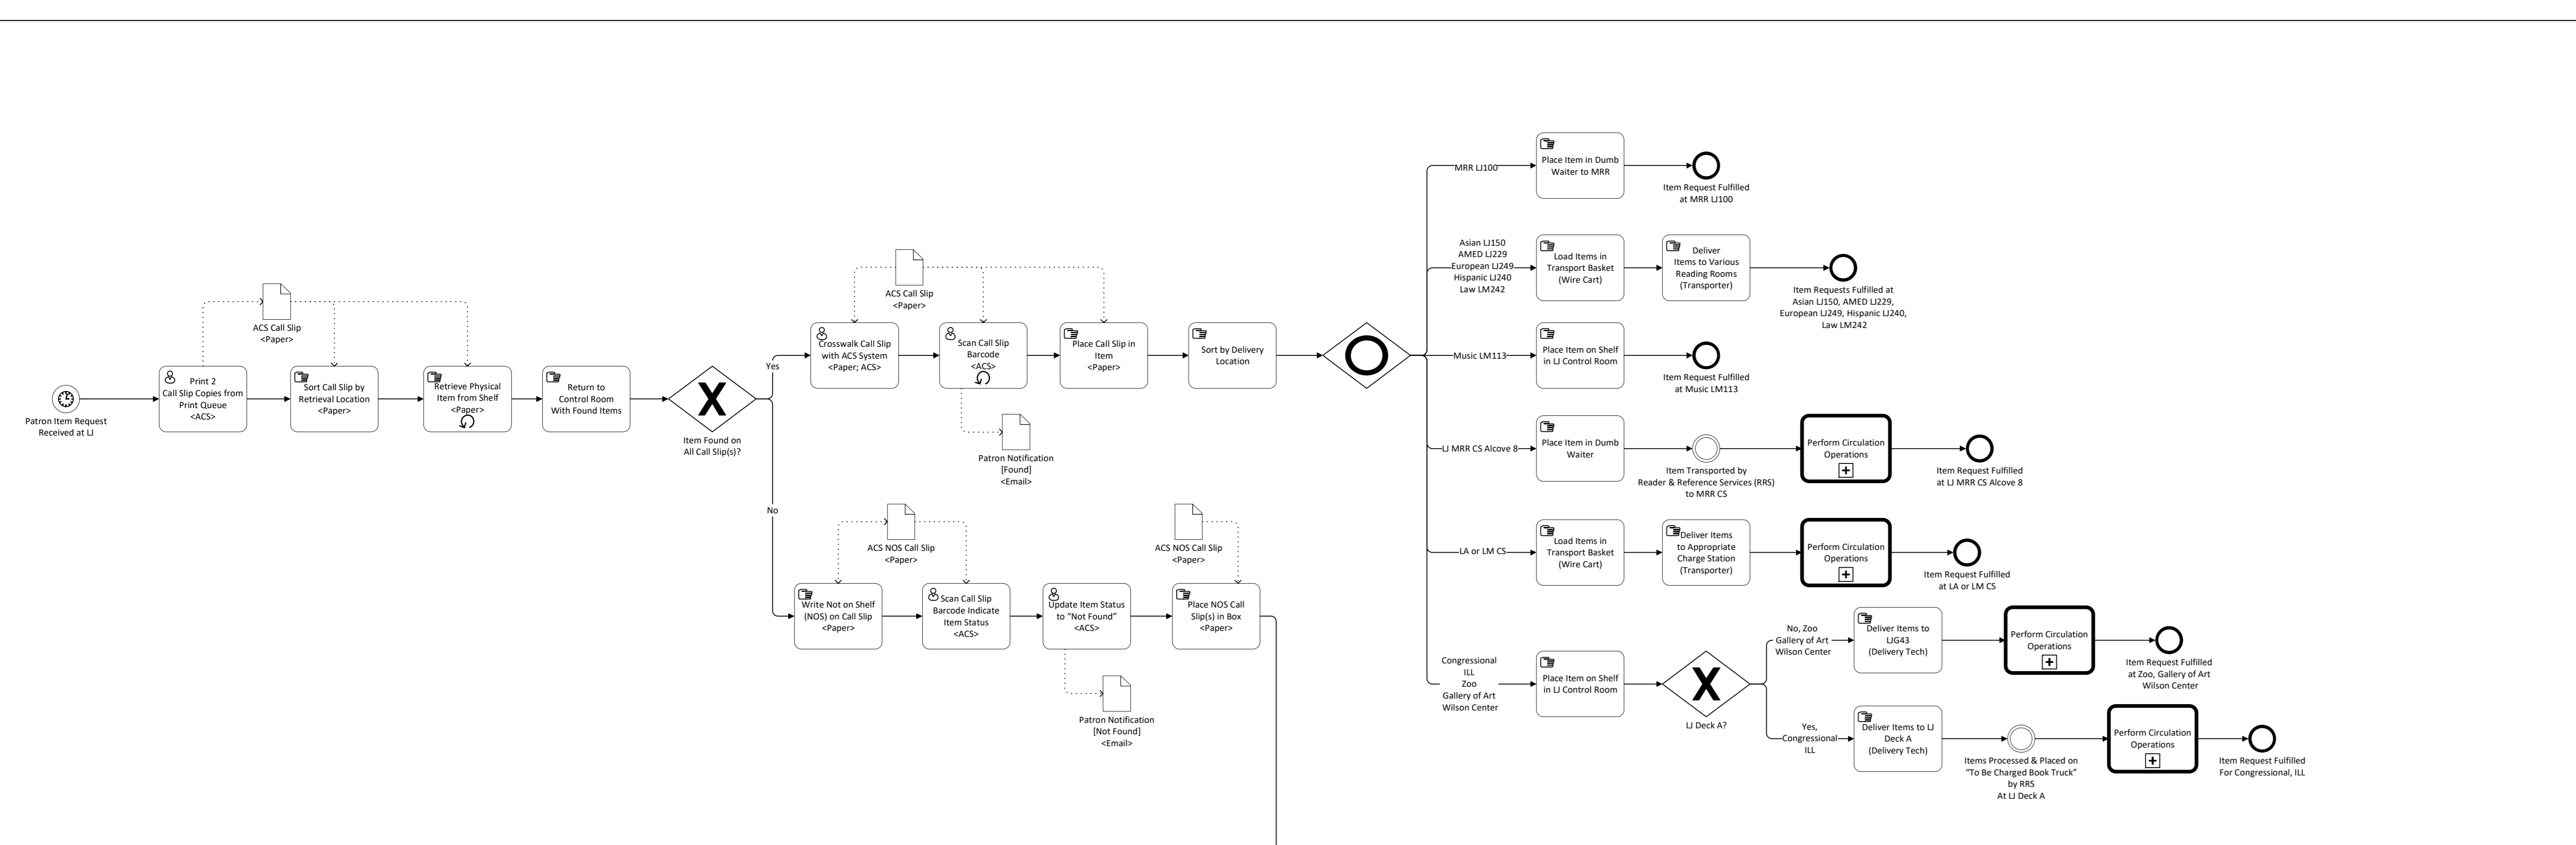 Patron Item Request
Received at LJ
ACS Call Slip
<Paper>
Print 2
Call Slip Copies from
Print Queue
<ACS>
Sort Call Slip by
Retrieval Location
<Paper>
Retrieve Physical
Item from Shelf
<Paper>
Return to
Control Room
With Found Items
X
Item Found on
All Call Slip(s)?
Yes
No
ACS Call Slip
<Paper>
Crosswalk Call Slip
with ACS System
<Paper; ACS>
Scan Call Slip
Barcode
<ACS>
Place Call Slip in
Item
<Paper>
Sort by Delivery
Location
Patron Notification
[Found]
<Email>
ACS NOS Call Slip
<Paper>
ACS NOS Call Slip
<Paper>
Write Not on Shelf
(NOS) on Call Slip
<Paper>
Scan Call Slip
Barcode Indicate
Item Status
<ACS>
Update Item Status
to “Not Found”
<ACS>
Place NOS Call
Slip(s) in Box
<Paper>
Patron Notification
[Not Found]
<Email>
MRR LJ100
Place Item in Dumb
Waiter to MRR
Item Request Fulfilled
at MRR LJ100
Asian LJ150
AMED LJ229
European LJ249
Hispanic LJ240
Law LM242
Load Items in
Transport Basket
(Wire Cart)
Deliver
Items to Various
Reading Rooms
(Transporter)
Item Requests Fulfilled at
Asian LJ150, AMED LJ229,
European LJ249, Hispanic LJ240,
Law LM242
Music LM113
Place Item on Shelf
in LJ Control Room
Item Request Fulfilled
at Music LM113
LJ MRR CS Alcove 8
Place Item in Dumb
Waiter
Item Transported by
Reader & Reference Services (RRS)
to MRR CS
Perform Circulation
Operations
Item Request Fulfilled
at LJ MRR CS Alcove 8
LA or LM CS
Load Items in
Transport Basket
(Wire Cart)
Deliver Items
to Appropriate
Charge Station
(Transporter)
Perform Circulation
Operations
Item Request Fulfilled
at LA or LM CS
Congressional
ILL
Zoo
Gallery of Art
Wilson Center
Place Item on Shelf
in LJ Control Room
X
LJ Deck A?
No, Zoo
Gallery of Art
Wilson Center
Deliver Items to
LJG43
(Delivery Tech)
Perform Circulation
Operations
Item Request Fulfilled
at Zoo, Gallery of Art
Wilson Center
Yes,
Congressional
ILL
Deliver Items to LJ
Deck A
(Delivery Tech)
Items Processed & Placed on
“To Be Charged Book Truck”
by RRS
At LJ Deck A
Perform Circulation
Operations
Item Request Fulfilled
For Congressional, ILL